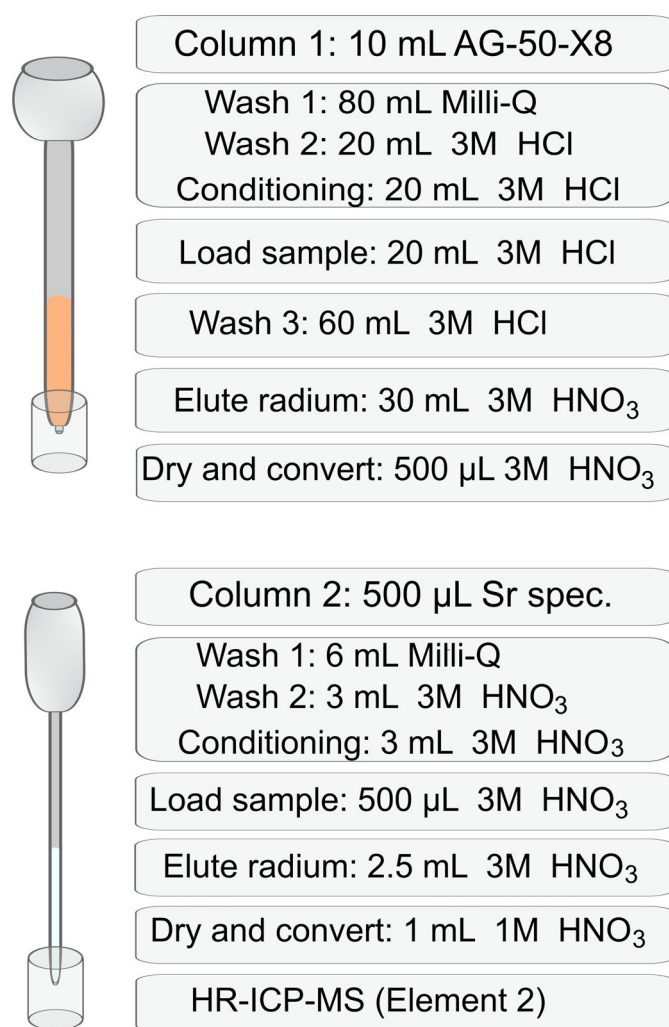 Column 1: 10 mL AG-50-X8
Wash 1: 80 mL Milli-Q
Wash 2: 20 mL 3M HCl
Conditioning: 20 mL 3M HCl
Load sample: 20 mL 3M HCl
Wash 3: 60 mL 3M HCl
Elute radium: 30 mL 3M HNO₃
Dry and convert: 500 µL 3M HNO₃
Column 2: 500 µL Sr spec.
Wash 1: 6 mL Milli-Q
Wash 2: 3 mL 3M HNO₃
Conditioning: 3 mL 3M HNO₃
Load sample: 500 µL 3M HNO₃
Elute radium: 2.5 mL 3M HNO₃
Dry and convert: 1 mL 1M HNO₃
HR-ICP-MS (Element 2)